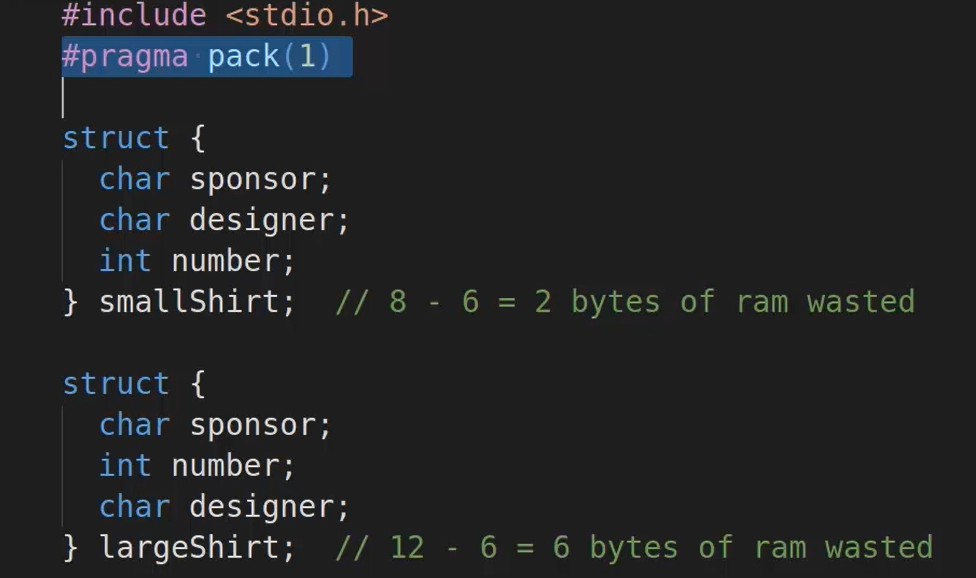 #include <stdio.h>
#pragma pack(1)
struct {
char sponsor;
char designer;
int number;
} smallShirt; // 8 - 6 = 2 bytes of ram wasted
struct {
char sponsor;
int number;
char designer;
} largeShirt; // 12 - 6 = 6 bytes of ram wasted